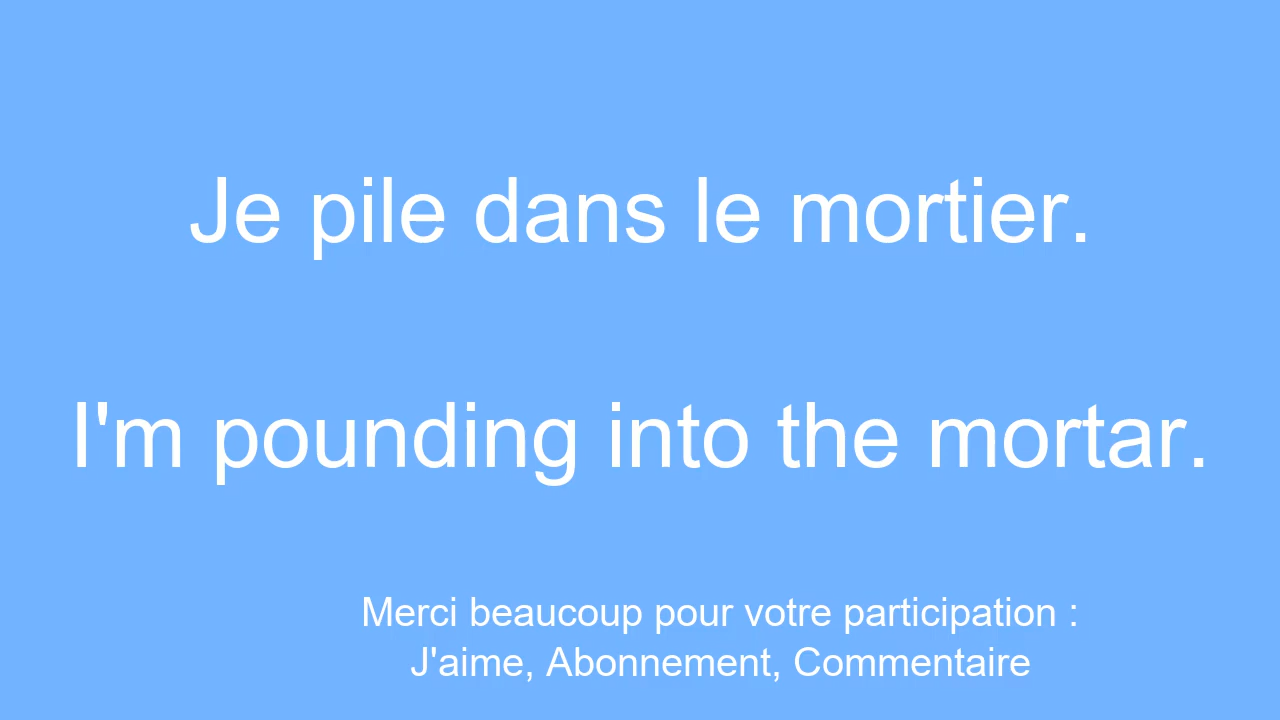 Je pile dans le mortier.
I'm pounding into the mortar.
Merci beaucoup pour votre participation :
J'aime, Abonnement, Commentaire